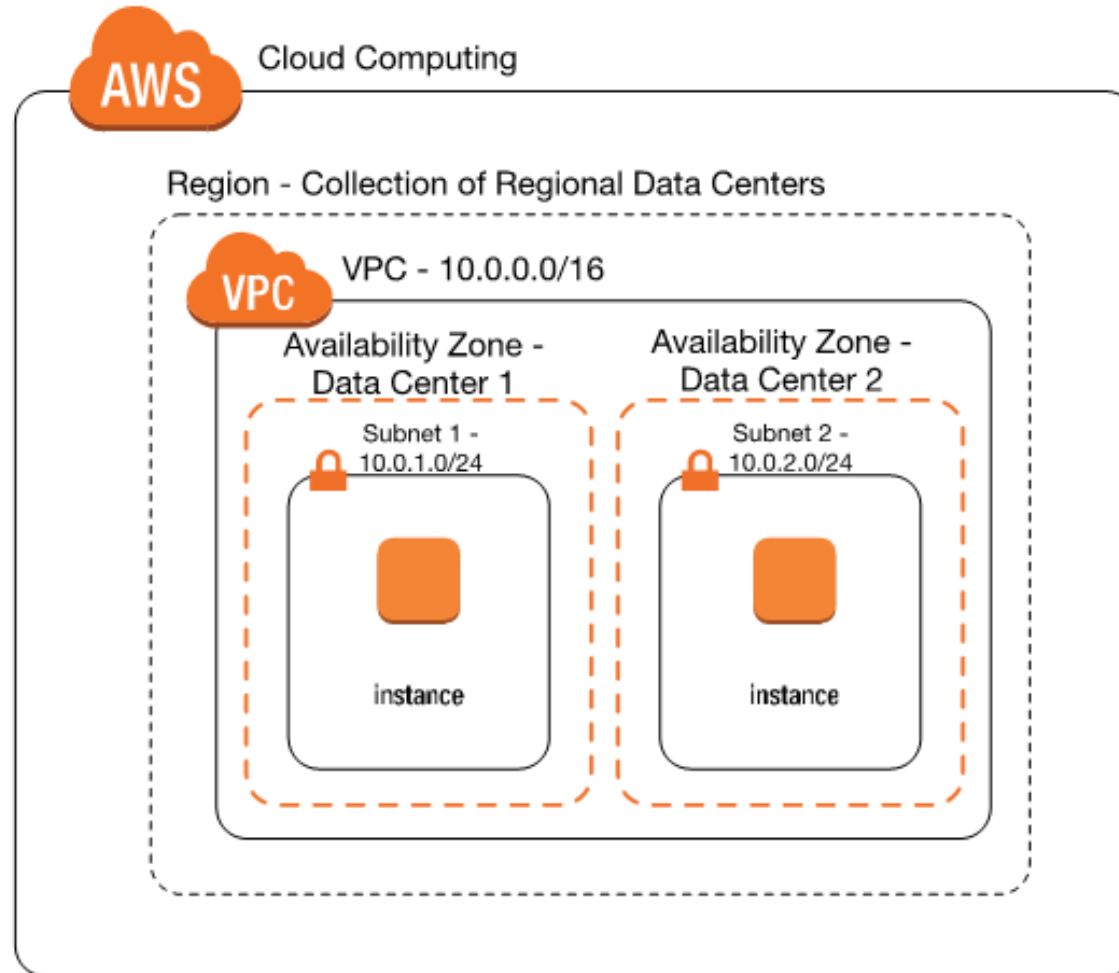 AWS
Cloud Computing
Region - Collection of Regional Data Centers
VPC
VPC - 10.0.0.0/16
Availability Zone -
Data Center 1
Subnet 1 -
10.0.1.0/24
instance
Availability Zone -
Data Center 2
Subnet 2 -
10.0.2.0/24
instance